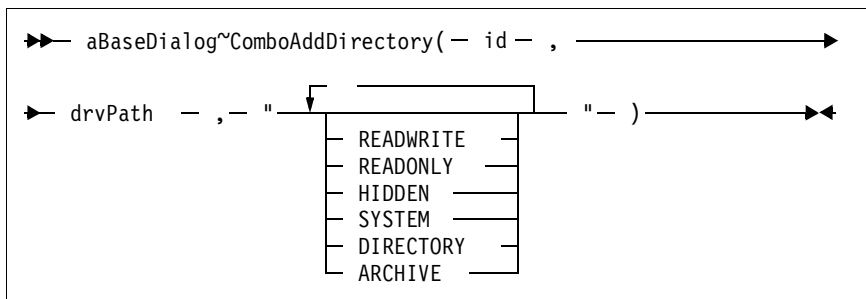 aBaseDialog~ComboAddDirectory( id ,
drvPath , " " )
READWRITE
READONLY
HIDDEN
SYSTEM
DIRECTORY
ARCHIVE